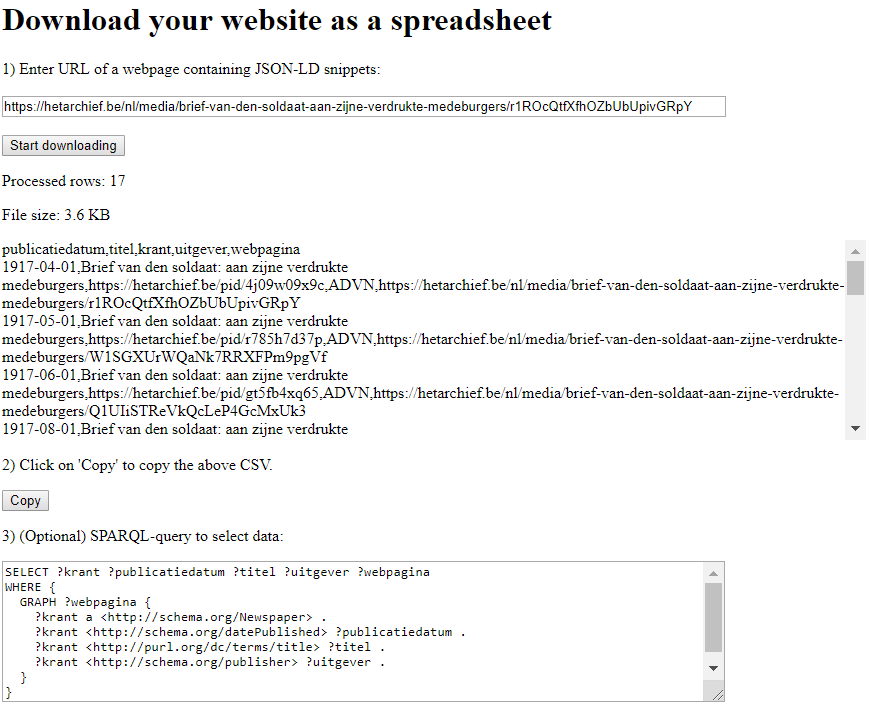 Download your website as a spreadsheet
1) Enter URL of a webpage containing JSON-LD snippets:
https://hetarchief.be/nl/media/brief-van-den-soldaat-aan-zijne-verdrukte-medeburgers/r1ROcQtfXfhOZbUbUpivGRpY
Start downloading
Processed rows: 17
File size: 3.6 KB
publicatiedatum,titel,krant,uitgever,webpagina
1917-04-01,Brief van den soldaat: aan zijne verdrukte
medeburgers,https://hetarchief.be/pid/4j09w09x9c,ADVN,https://hetarchief.be/nl/media/brief-van-den-soldaat-aan-zijne-verdrukte-
medeburgers/r1ROcQtfXfhOZbUbUpivGRpY
1917-05-01,Brief van den soldaat: aan zijne verdrukte
medeburgers,https://hetarchief.be/pid/r785h7d37p,ADVN,https://hetarchief.be/nl/media/brief-van-den-soldaat-aan-zijne-verdrukte-
medeburgers/W1SGXUrWQaNk7RRXFPm9pgVf
1917-06-01,Brief van den soldaat: aan zijne verdrukte
medeburgers,https://hetarchief.be/pid/gt5fb4xq65,ADVN,https://hetarchief.be/nl/media/brief-van-den-soldaat-aan-zijne-verdrukte-
medeburgers/Q1UIiSTReVkQcLeP4GcMxUk3
1917-08-01,Brief van den soldaat: aan zijne verdrukte
2) Click on 'Copy' to copy the above CSV.
Copy
3) (Optional) SPARQL-query to select data:
SELECT ?krant ?publicatiedatum ?titel ?uitgever ?webpagina
WHERE {
GRAPH ?webpagina {
?krant a <http://schema.org/Newspaper> .
?krant <http://schema.org/datePublished> ?publicatiedatum .
?krant <http://purl.org/dc/terms/title> ?titel .
?krant <http://schema.org/publisher> ?uitgever .
}
}